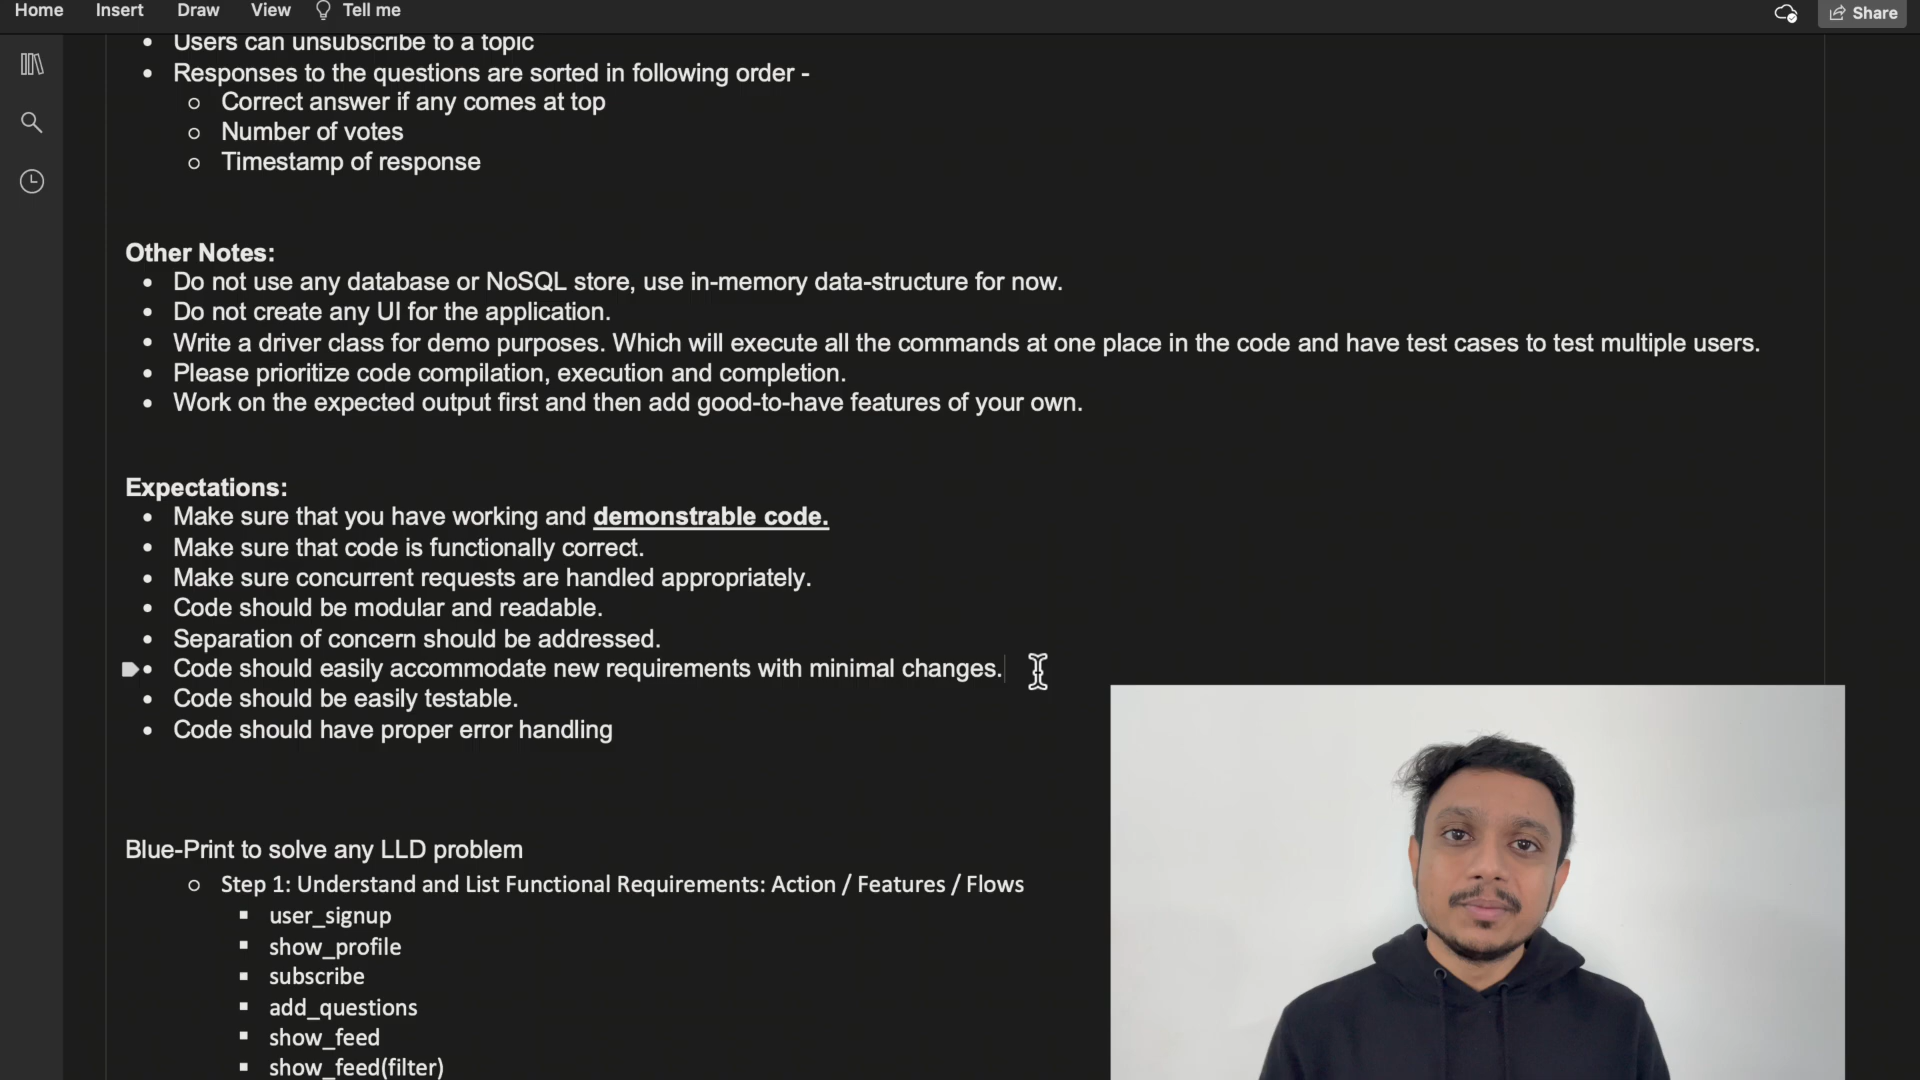 Home Insert Draw View Tell me Share
Users can unsubscribe to a topic
Responses to the questions are sorted in following order -
Correct answer if any comes at top
Number of votes
Timestamp of response
Other Notes:
Do not use any database or NoSQL store, use in-memory data-structure for now.
Do not create any UI for the application.
Write a driver class for demo purposes. Which will execute all the commands at one place in the code and have test cases to test multiple users.
Please prioritize code compilation, execution and completion.
Work on the expected output first and then add good-to-have features of your own.
Expectations:
Make sure that you have working and demonstrable code.
Make sure that code is functionally correct.
Make sure concurrent requests are handled appropriately.
Code should be modular and readable.
Separation of concern should be addressed.
Code should easily accommodate new requirements with minimal changes.
Code should be easily testable.
Code should have proper error handling
Blue-Print to solve any LLD problem
Step 1: Understand and List Functional Requirements: Action / Features / Flows
user_signup
show_profile
subscribe
add_questions
show_feed
show_feed(filter)